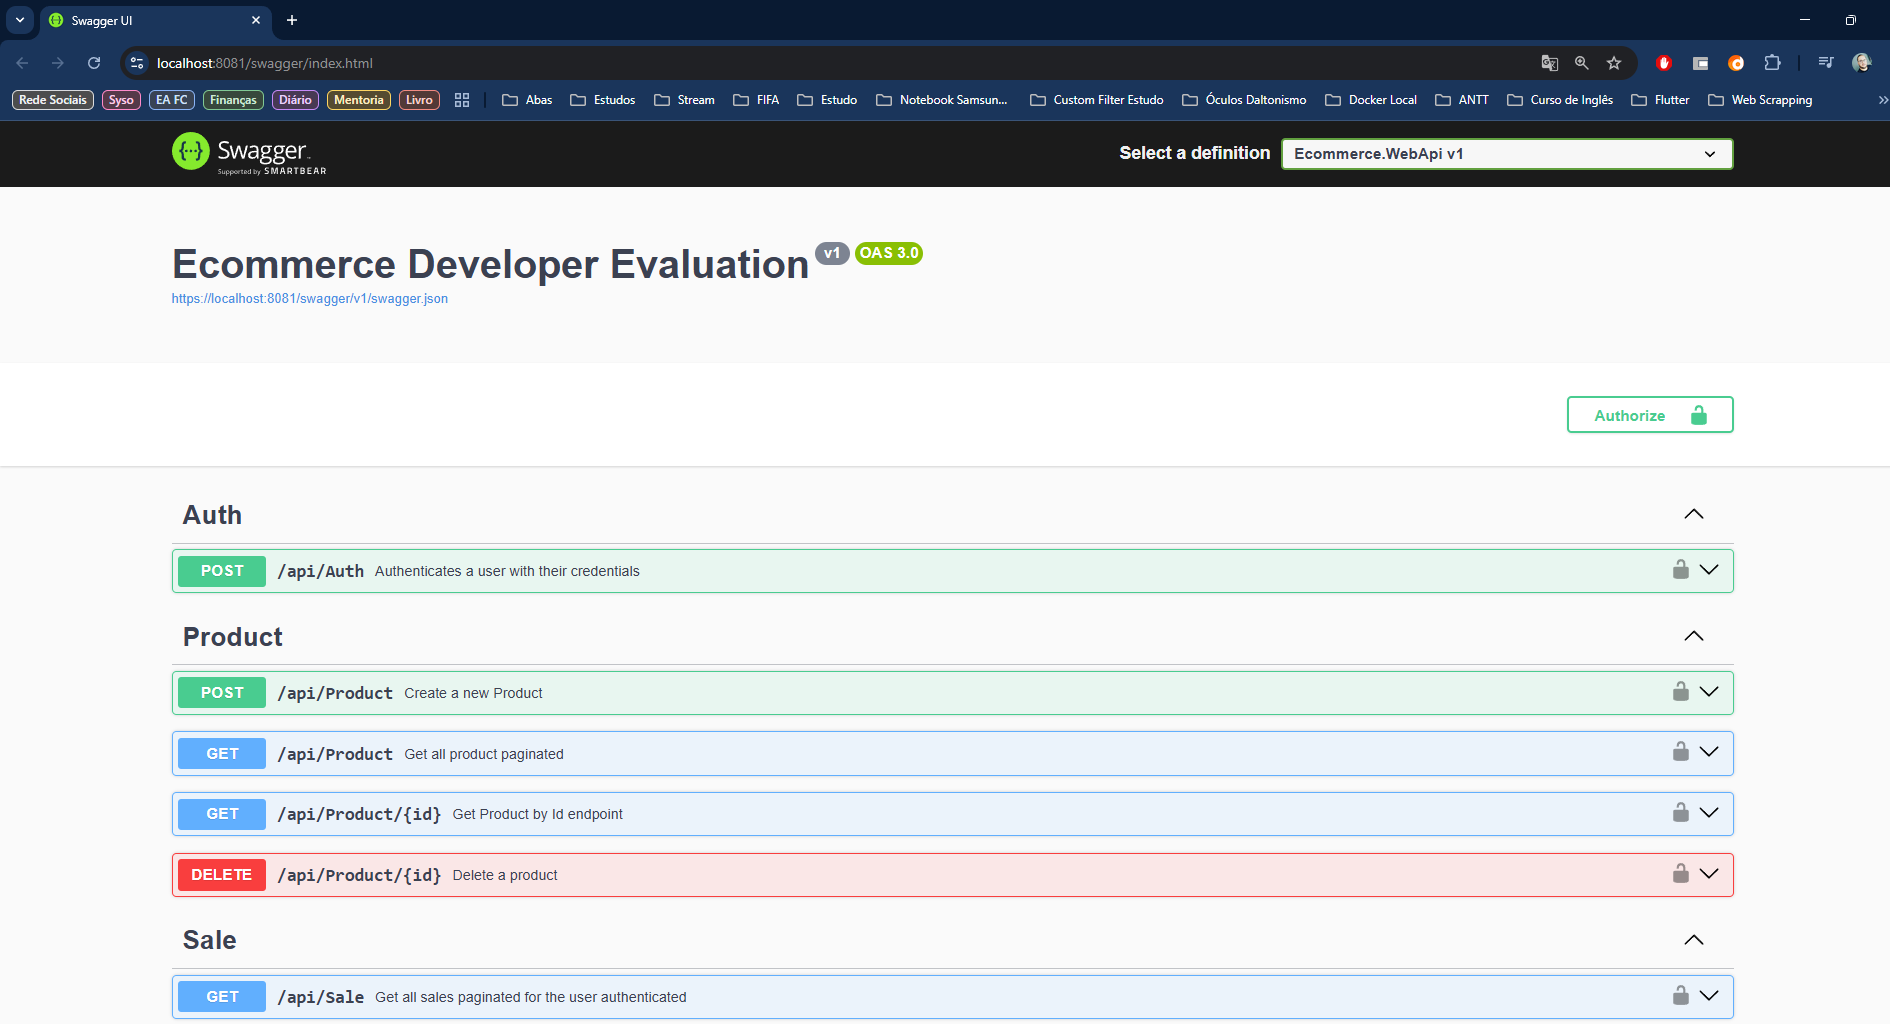 Swagger UI
localhost:8081/swagger/index.html
Rede Sociais Syso EA FC Finanças Diário Mentoria Livro Abas Estudos Stream FIFA Estudo Notebook Samsun... Custom Filter Estudo Óculos Daltonismo Docker Local ANTT Curso de Inglês Flutter Web Scrapping
Swagger
Supported by SMARTBEAR
Select a definition
Ecommerce.WebApi v1
Ecommerce Developer Evaluation v1 OAS 3.0
https://localhost:8081/swagger/v1/swagger.json
Authorize
Auth
POST /api/Auth Authenticates a user with their credentials
Product
POST /api/Product Create a new Product
GET /api/Product Get all product paginated
GET /api/Product/{id} Get Product by Id endpoint
DELETE /api/Product/{id} Delete a product
Sale
GET /api/Sale Get all sales paginated for the user authenticated